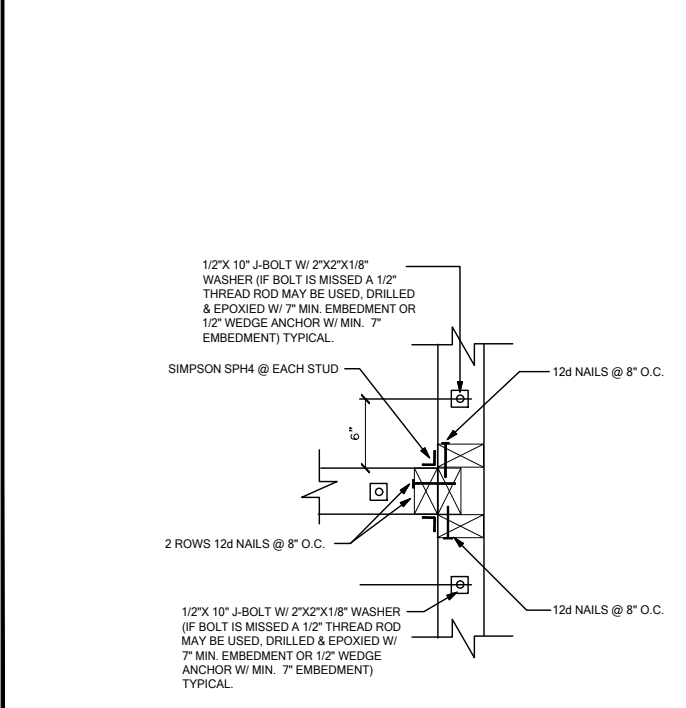 1/2"X 10" J-BOLT W/ 2"X2"X1/8"
WASHER (IF BOLT IS MISSED A 1/2"
THREAD ROD MAY BE USED, DRILLED
& EPOXIED W/ 7" MIN. EMBEDMENT OR
1/2" WEDGE ANCHOR W/ MIN. 7"
EMBEDMENT) TYPICAL.
SIMPSON SPH4 @ EACH STUD
12d NAILS @ 8" O.C.
6"
2 ROWS 12d NAILS @ 8" O.C.
1/2"X 10" J-BOLT W/ 2"X2"X1/8" WASHER
(IF BOLT IS MISSED A 1/2" THREAD ROD
MAY BE USED, DRILLED & EPOXIED W/
7" MIN. EMBEDMENT OR 1/2" WEDGE
ANCHOR W/ MIN. 7" EMBEDMENT)
TYPICAL.
12d NAILS @ 8" O.C.